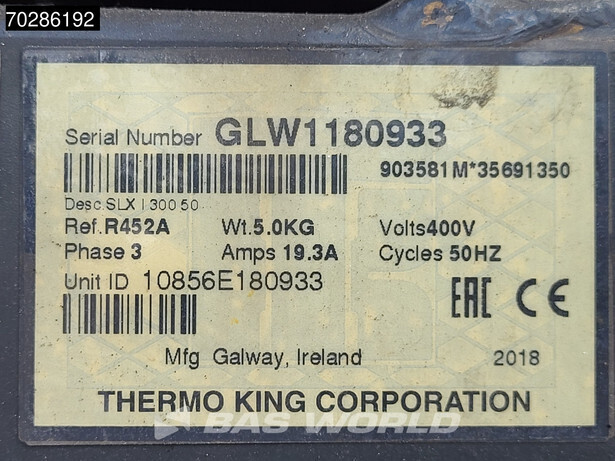 70286192
Serial Number GLW1180933
903581M*35691350
Desc.SLX I 300 50
Ref.R452A Wt.5.0KG Volts400V
Phase 3 Amps 19.3A Cycles 50HZ
Unit ID 10856E180933
EAC CE
Mfg Galway, Ireland 2018
THERMO KING CORPORATION
BAS WORLD